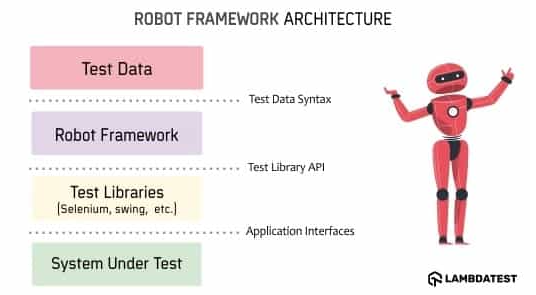 ROBOT FRAMEWORK ARCHITECTURE
Test Data
Test Data Syntax
Robot Framework
Test Library API
Test Libraries
(Selenium, swing, etc.)
Application Interfaces
System Under Test
LAMBDATEST